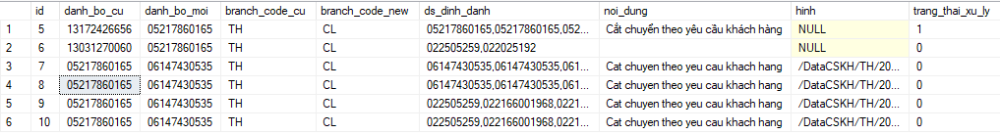 id danh_bo_cu danh_bo_moi branch_code_cu branch_code_new ds_dinh_danh noi_dung hinh trang_thai_xu_ly
1 5 13172426656 05217860165 TH CL 05217860165,05217860165,052... Cắt chuyển theo yêu cầu khách hàng NULL 1
2 6 13031270060 05217860165 TH CL 022505259,022025192 NULL 0
3 7 05217860165 06147430535 TH CL 06147430535,06147430535,061... Cat chuyen theo yeu cau khach hang /DataCSKH/TH/20... 0
4 8 05217860165 06147430535 TH CL 06147430535,06147430535,061... Cat chuyen theo yeu cau khach hang /DataCSKH/TH/20... 0
5 9 05217860165 06147430535 TH CL 022505259,022166001968,0221... Cat chuyen theo yeu cau khach hang /DataCSKH/TH/20... 0
6 10 05217860165 06147430535 TH CL 022505259,022166001968,0221... Cat chuyen theo yeu cau khach hang /DataCSKH/TH/20... 0